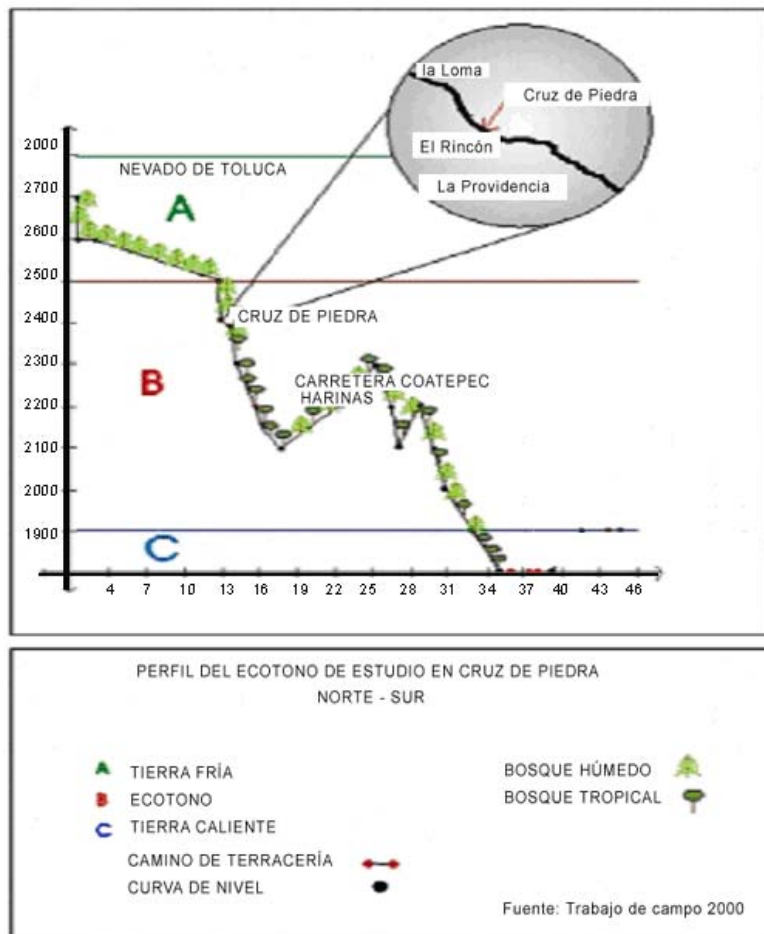 la Loma
Cruz de Piedra
El Rincón
La Providencia
2000
NEVADO DE TOLUCA
2700
A
2600
2500
2400
CRUZ DE PIEDRA
2300
B
CARRETERA COATEPEC
HARINAS
2200
2100
2000
1900
C
4 7 10 13 16 19 22 25 28 31 34 37 40 43 46
PERFIL DEL ECOTONO DE ESTUDIO EN CRUZ DE PIEDRA
NORTE - SUR
A TIERRA FRÍA
B ECOTONO
C TIERRA CALIENTE
CAMINO DE TERRACERÍA
CURVA DE NIVEL
BOSQUE HÚMEDO
BOSQUE TROPICAL
Fuente: Trabajo de campo 2000